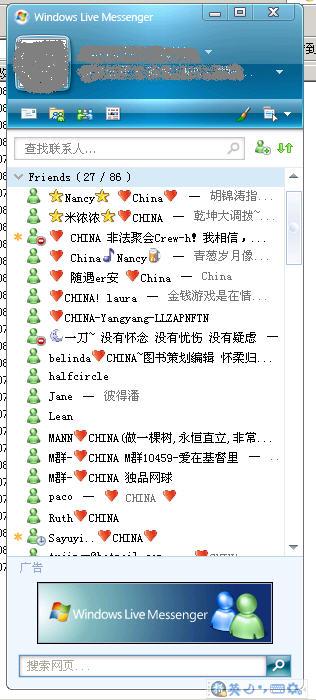 Windows Live Messenger
查找联系人...
Friends (27 / 86)
Nancy China — 胡锦涛指...
米浓浓 CHINA — 乾坤大调拨~...
CHINA 非法聚会Crew-h! 我相信,...
China Nancy — 青葱岁月像...
随遇er安 China — China
CHINA! laura — 金钱游戏是在情...
CHINA-Yangyang-LLZAPNFTN
一刀~ 没有怀念 没有忧伤 没有疑虑 — ...
belinda CHINA~图书策划编辑 怀柔归...
halfcircle
Jane — 彼得潘
Lean
MANN CHINA(做一棵树,永恒直立,非常...
M群- CHINA M群10459-爱在基督里 — ...
M群- CHINA 独品网球
paco — CHINA
Ruth CHINA
Sayuyi.. CHINA
CHINA
广告
Windows Live Messenger
搜索网页...
英